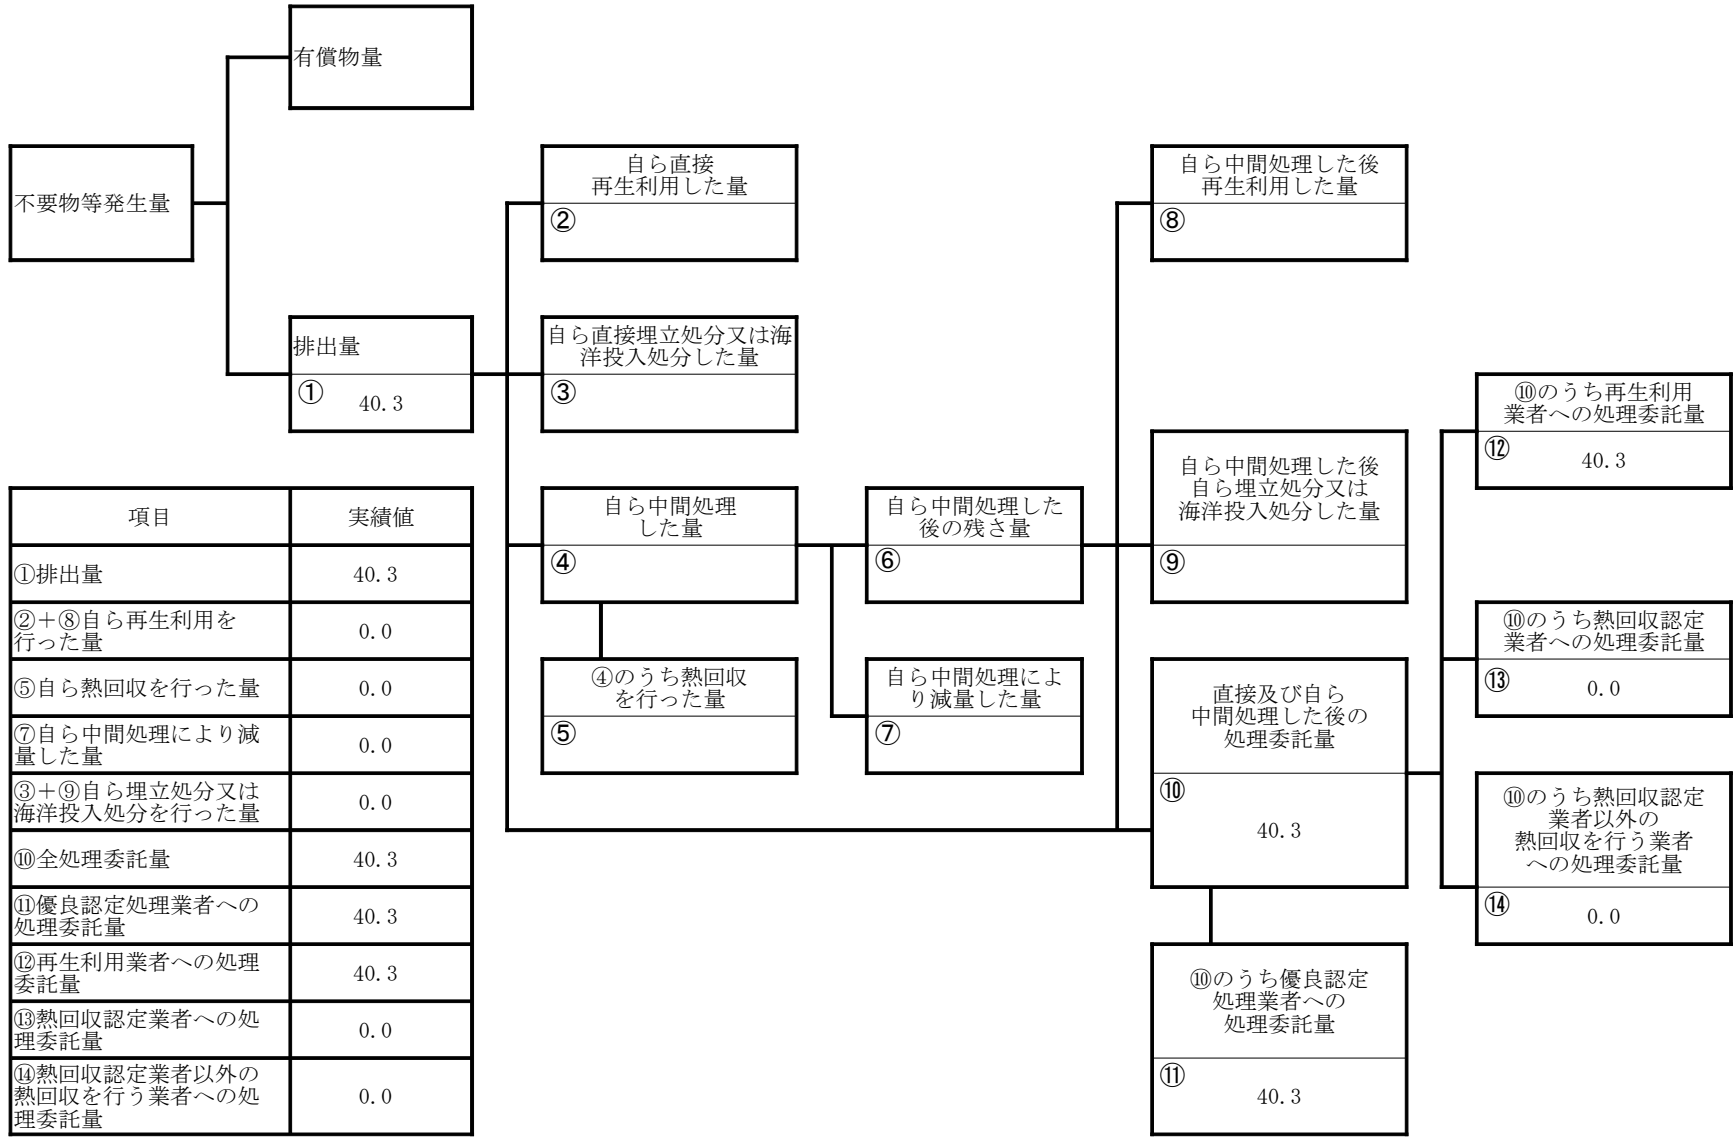 有償物量
不要物等発生量
排出量
①
40.3
自ら直接
再生利用した量
②
自ら直接埋立処分又は海
洋投入処分した量
③
自ら中間処理
した量
④
④のうち熱回収
を行った量
⑤
自ら中間処理した
後の残さ量
⑥
自ら中間処理によ
り減量した量
⑦
自ら中間処理した後
再生利用した量
⑧
自ら中間処理した後
自ら埋立処分又は
海洋投入処分した量
⑨
直接及び自ら
中間処理した後の
処理委託量
⑩
40.3
⑩のうち優良認定
処理業者への
処理委託量
⑪
40.3
⑩のうち再生利用
業者への処理委託量
⑫
40.3
⑩のうち熱回収認定
業者への処理委託量
⑬
0.0
⑩のうち熱回収認定
業者以外の
熱回収を行う業者
への処理委託量
⑭
0.0
項目 実績値
①排出量 40.3
②＋⑧自ら再生利用を
行った量 0.0
⑤自ら熱回収を行った量 0.0
⑦自ら中間処理により減
量した量 0.0
③＋⑨自ら埋立処分又は
海洋投入処分を行った量 0.0
⑩全処理委託量 40.3
⑪優良認定処理業者への
処理委託量 40.3
⑫再生利用業者への処理
委託量 40.3
⑬熱回収認定業者への処
理委託量 0.0
⑭熱回収認定業者以外の
熱回収を行う業者への処
理委託量 0.0